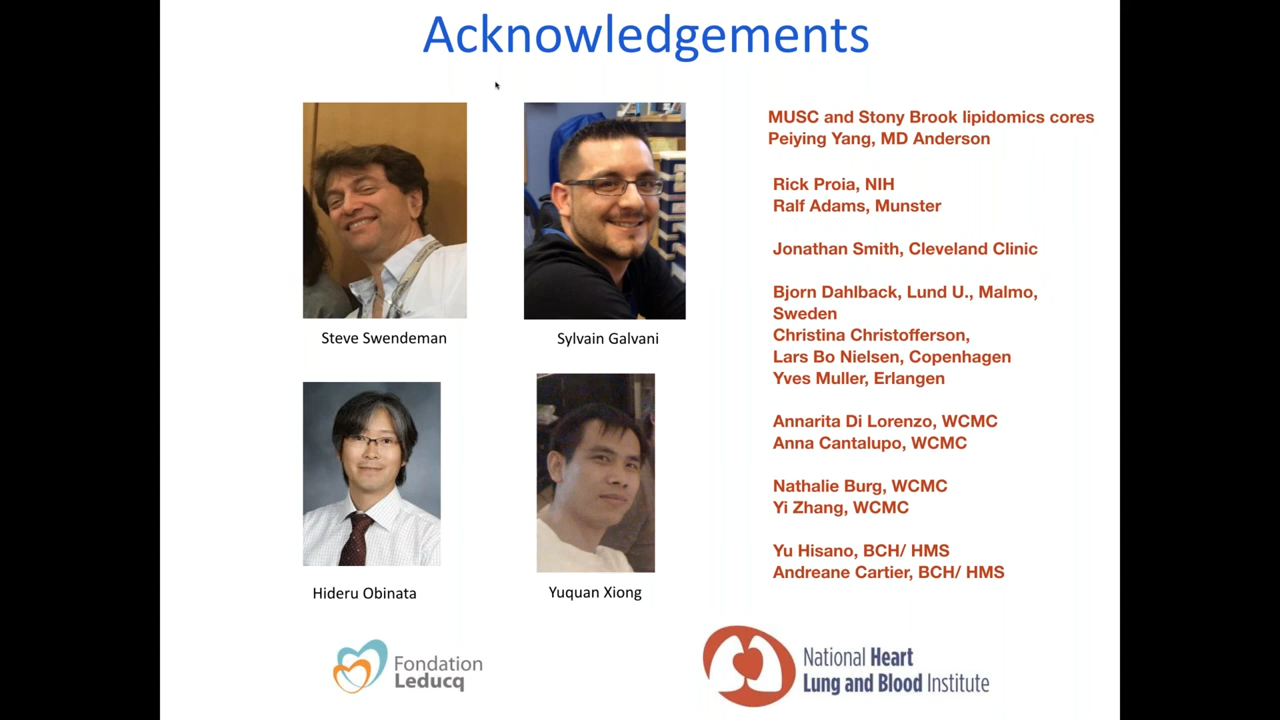 Acknowledgements
Steve Swendeman
Sylvain Galvani
Hideru Obinata
Yuquan Xiong
MUSC and Stony Brook lipidomics cores
Peiying Yang, MD Anderson
Rick Proia, NIH
Ralf Adams, Munster
Jonathan Smith, Cleveland Clinic
Bjorn Dahlback, Lund U., Malmo,
Sweden
Christina Christofferson,
Lars Bo Nielsen, Copenhagen
Yves Muller, Erlangen
Annarita Di Lorenzo, WCMC
Anna Cantalupo, WCMC
Nathalie Burg, WCMC
Yi Zhang, WCMC
Yu Hisano, BCH/ HMS
Andreane Cartier, BCH/ HMS
Fondation
Leducq
National Heart
Lung and Blood Institute